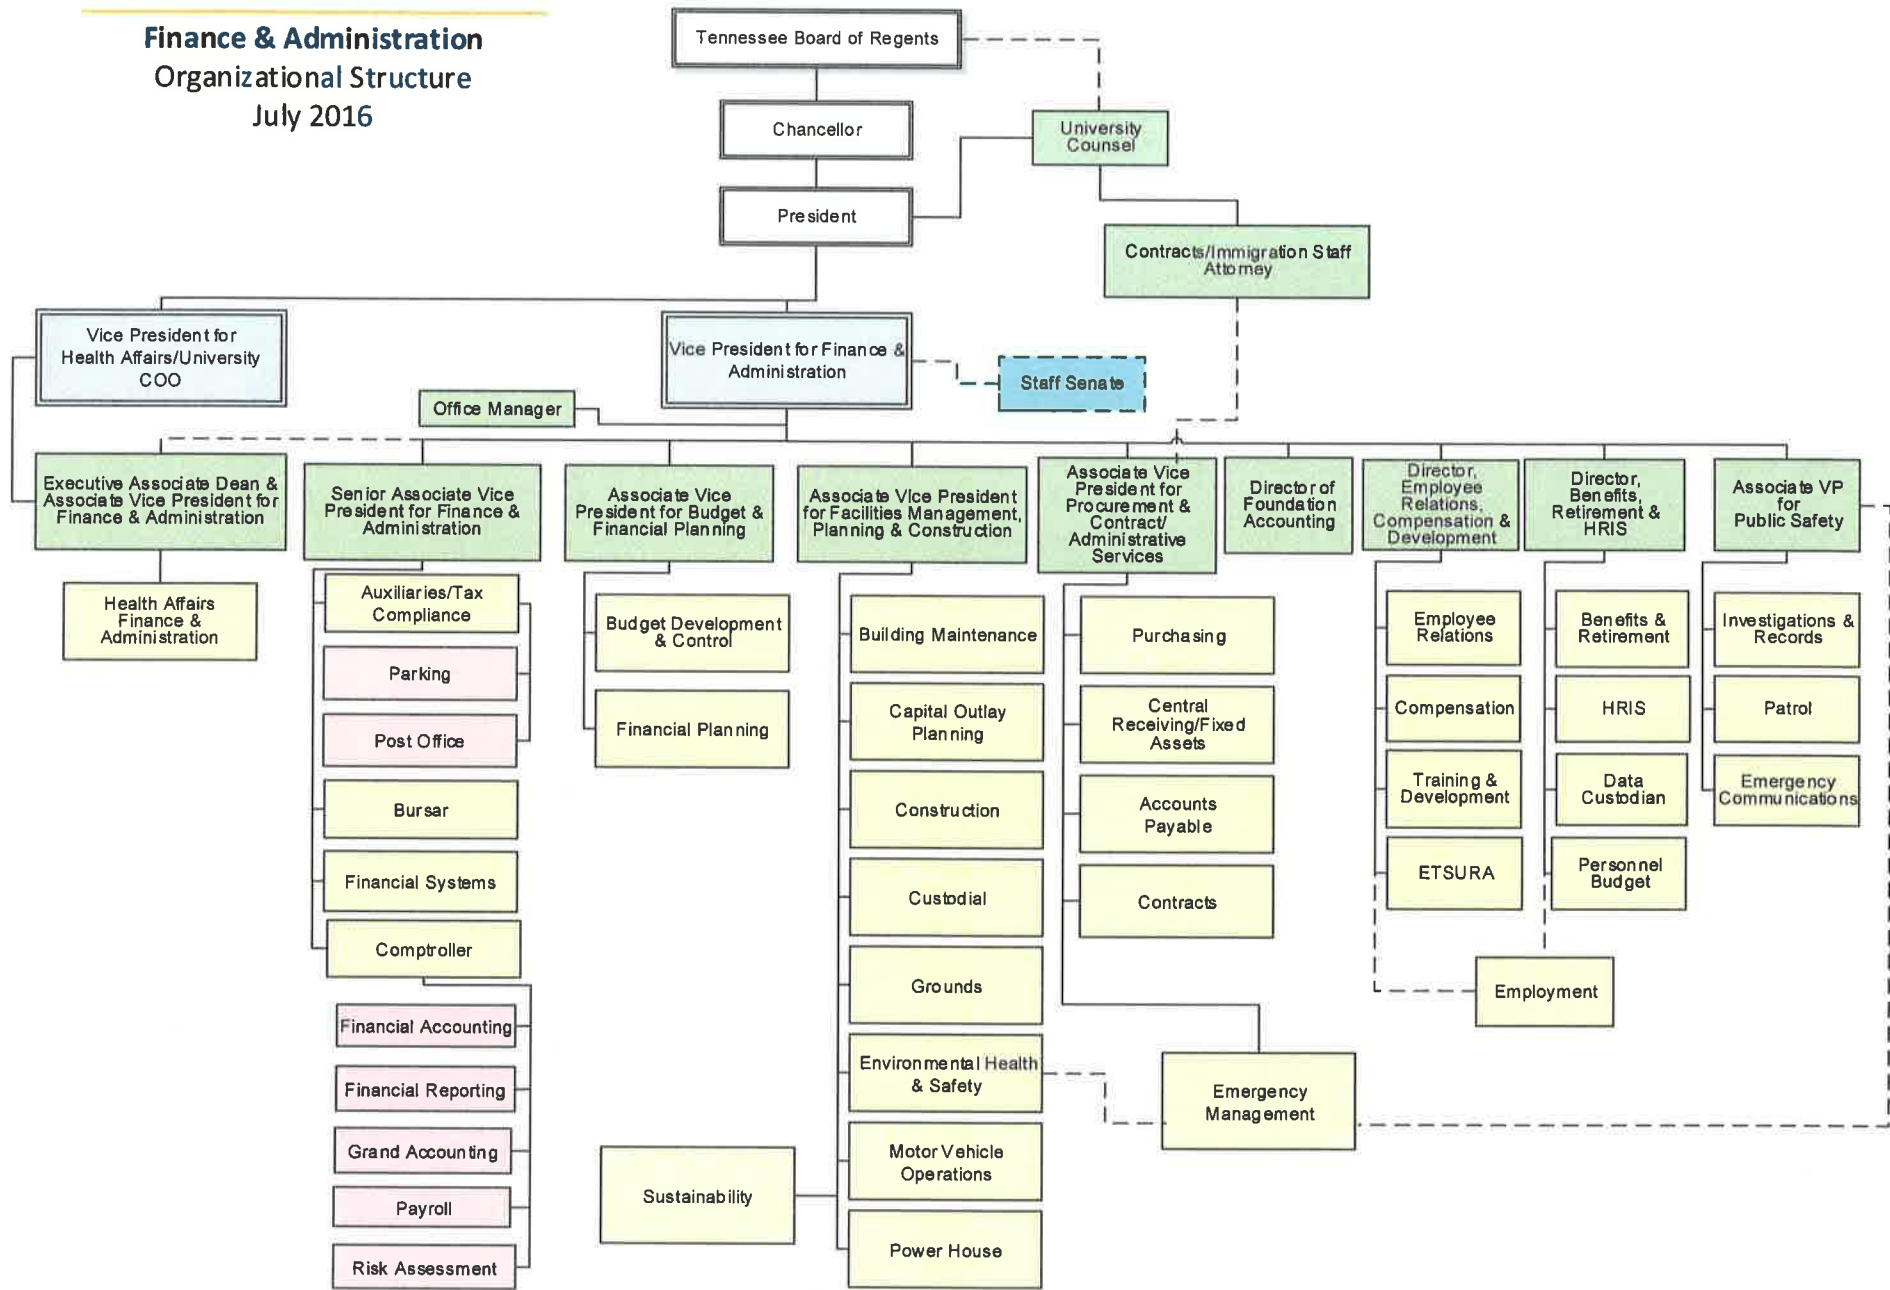 Finance & Administration
Organizational Structure
July 2016
Tennessee Board of Regents
Chancellor
University
Counsel
President
Contracts/Immigration Staff
Attorney
Vice President for
Health Affairs/University
COO
Vice President for Finance &
Administration
Staff Senate
Office Manager
Executive Associate Dean &
Associate Vice President for
Finance & Administration
Senior Associate Vice
President for Finance &
Administration
Associate Vice
President for Budget &
Financial Planning
Associate Vice President
for Facilities Management,
Planning & Construction
Associate Vice
President for
Procurement &
Contract/
Administrative
Services
Director of
Foundation
Accounting
Director,
Employee
Relations,
Compensation &
Development
Director,
Benefits,
Retirement &
HRIS
Associate VP
for
Public Safety
Health Affairs
Finance &
Administration
Auxiliaries/Tax
Compliance
Parking
Post Office
Bursar
Financial Systems
Comptroller
Financial Accounting
Financial Reporting
Grand Accounting
Payroll
Risk Assessment
Budget Development
& Control
Financial Planning
Building Maintenance
Capital Outlay
Planning
Construction
Custodial
Grounds
Environmental Health
& Safety
Motor Vehicle
Operations
Power House
Sustainability
Purchasing
Central
Receiving/Fixed
Assets
Accounts
Payable
Contracts
Emergency
Management
Employee
Relations
Compensation
Training &
Development
ETSURA
Benefits &
Retirement
HRIS
Data
Custodian
Personnel
Budget
Employment
Investigations &
Records
Patrol
Emergency
Communications